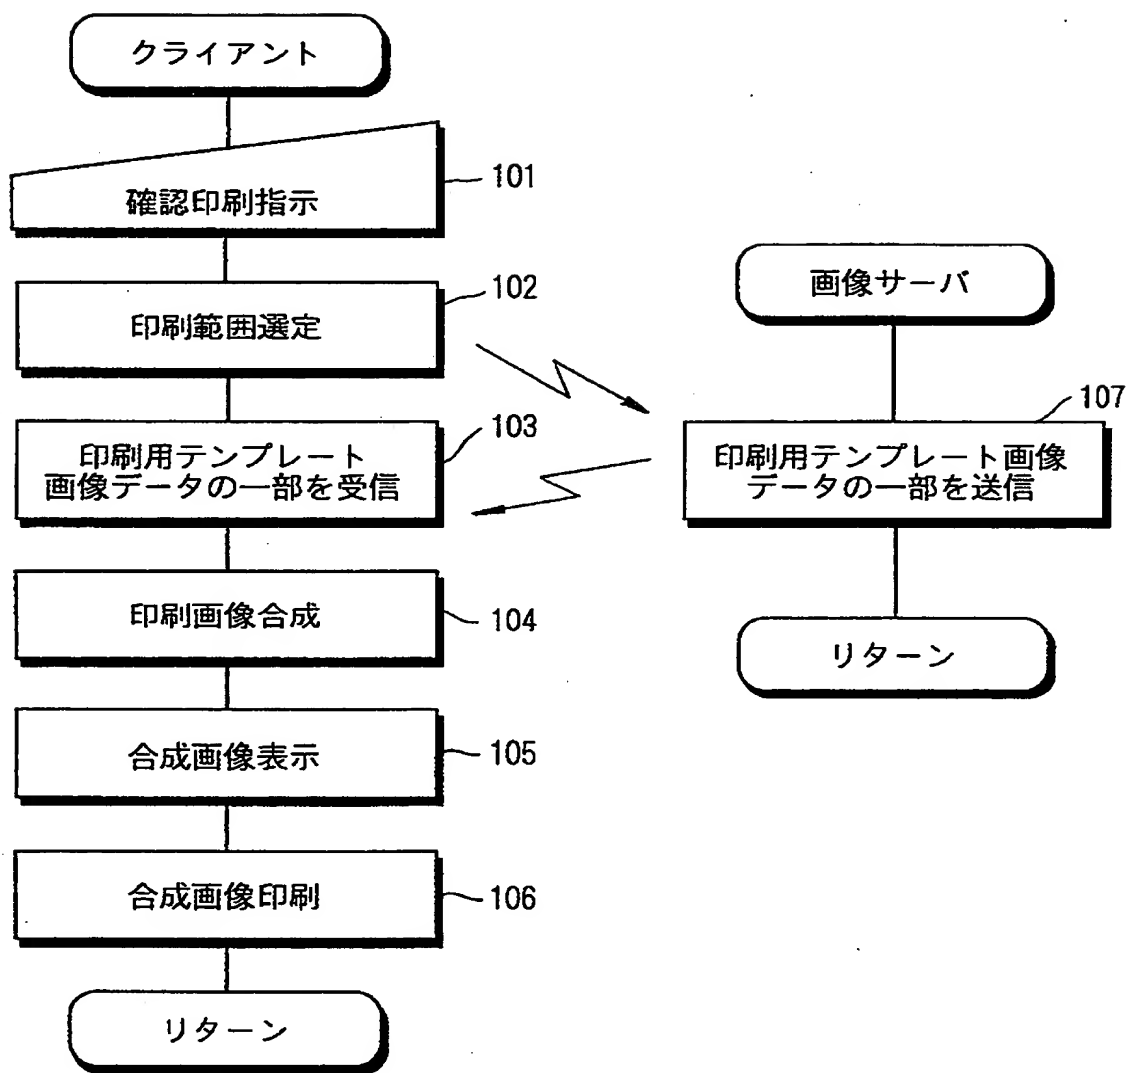 クライアント
確認印刷指示
101
印刷範囲選定
102
印刷用テンプレート
画像データの一部を受信
103
印刷画像合成
104
合成画像表示
105
合成画像印刷
106
リターン
画像サーバ
107
印刷用テンプレート画像
データの一部を送信
リターン